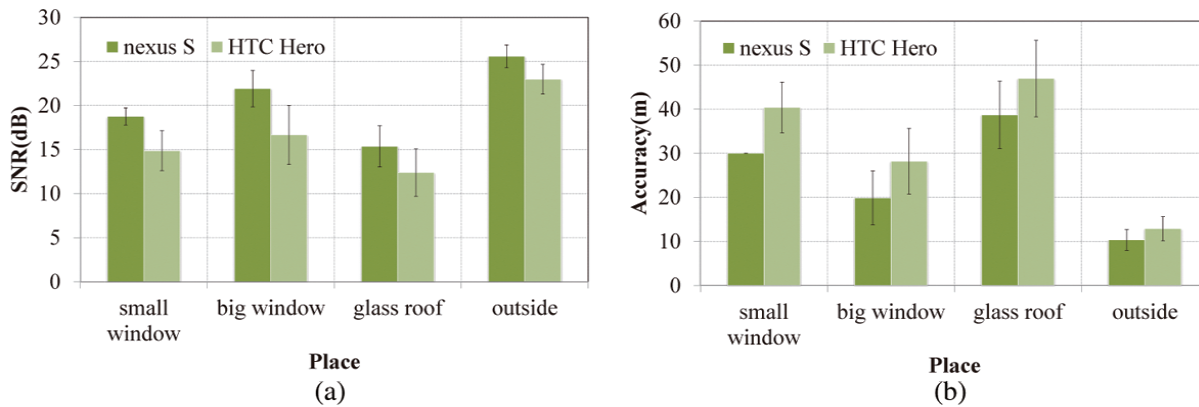 30
25
20
15
10
5
0
SNR(dB)
nexus S HTC Hero
small window
big window
glass roof
outside
Place
(a)
60
50
40
30
20
10
0
Accuracy(m)
nexus S HTC Hero
small window
big window
glass roof
outside
Place
(b)